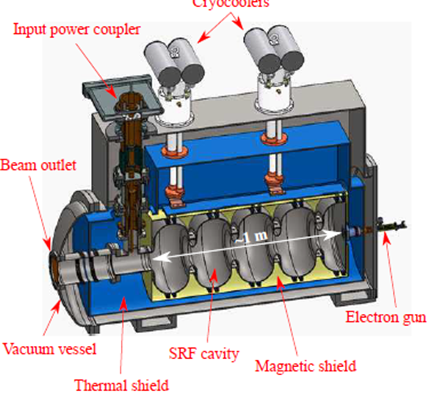 Cryocoolers
Input power coupler
Beam outlet
~1 m
Electron gun
Vacuum vessel
SRF cavity
Magnetic shield
Thermal shield